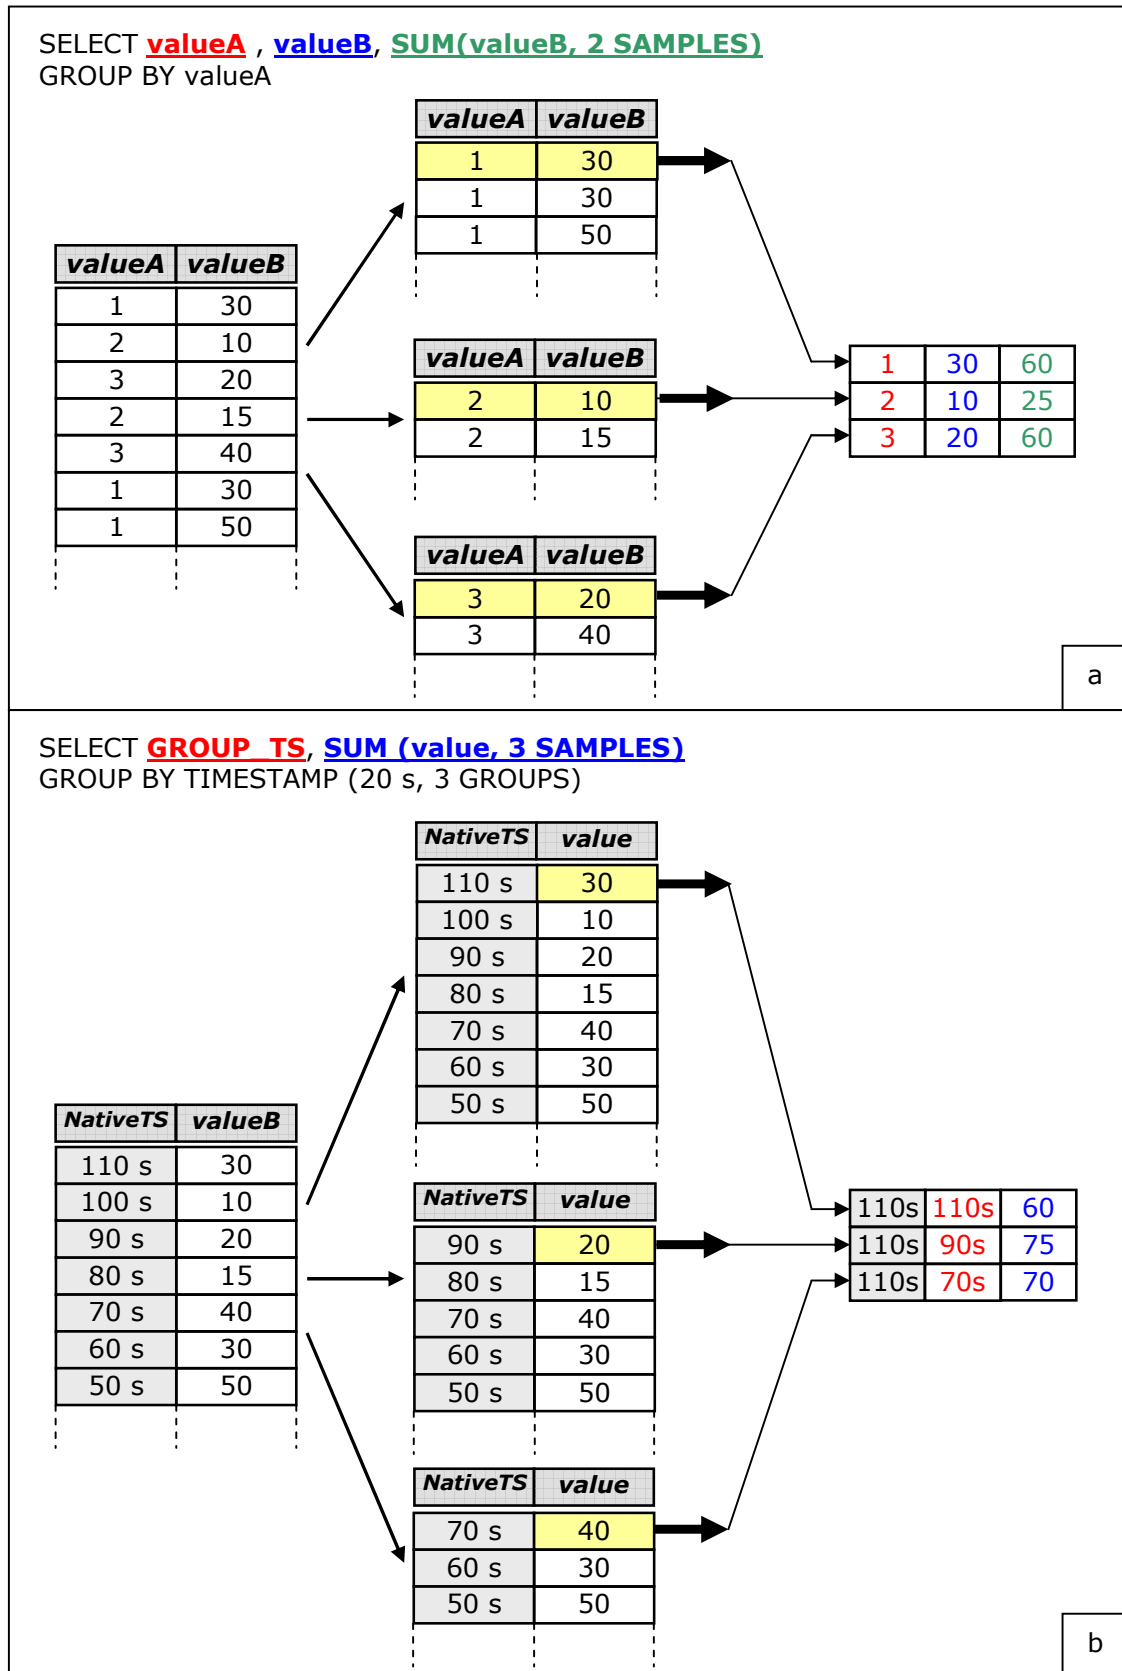 SELECT valueA , valueB, SUM(valueB, 2 SAMPLES)
GROUP BY valueA
valueA valueB
1 30
1 30
1 50
valueA valueB
1 30
2 10
3 20
2 15
3 40
1 30
1 50
valueA valueB
2 10
2 15
valueA valueB
3 20
3 40
1 30 60
2 10 25
3 20 60
a
SELECT GROUP_TS, SUM (value, 3 SAMPLES)
GROUP BY TIMESTAMP (20 s, 3 GROUPS)
NativeTS value
110 s 30
100 s 10
90 s 20
80 s 15
70 s 40
60 s 30
50 s 50
NativeTS valueB
110 s 30
100 s 10
90 s 20
80 s 15
70 s 40
60 s 30
50 s 50
NativeTS value
90 s 20
80 s 15
70 s 40
60 s 30
50 s 50
NativeTS value
70 s 40
60 s 30
50 s 50
110s 110s 60
110s 90s 75
110s 70s 70
b